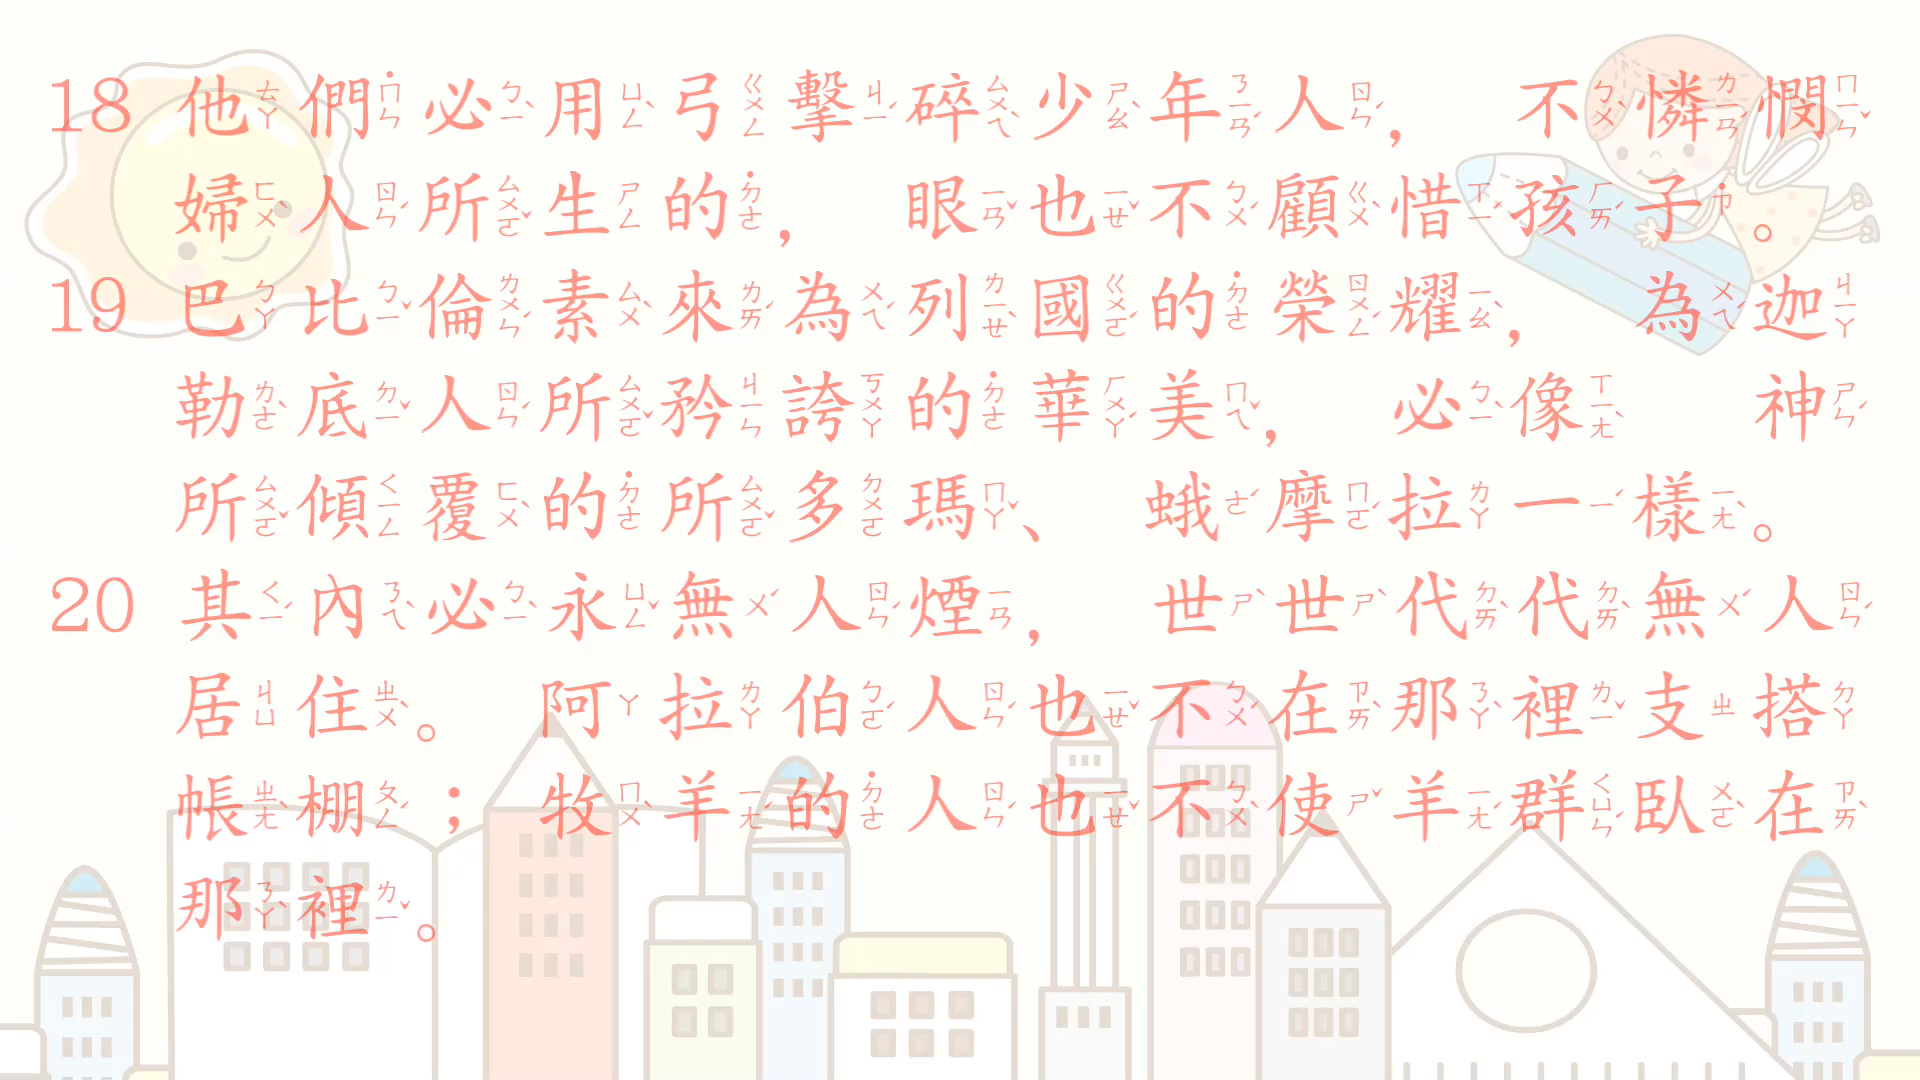 18 他們必用弓擊碎少年人， 不憐憫
婦人所生的， 眼也不顧惜孩子。
19 巴比倫素來為列國的榮耀， 為迦
勒底人所矜誇的華美， 必像 神
所傾覆的所多瑪、 蛾摩拉一樣。
20 其內必永無人煙， 世世代代無人
居住。 阿拉伯人也不在那裡支搭
帳棚； 牧羊的人也不使羊群臥在
那裡。